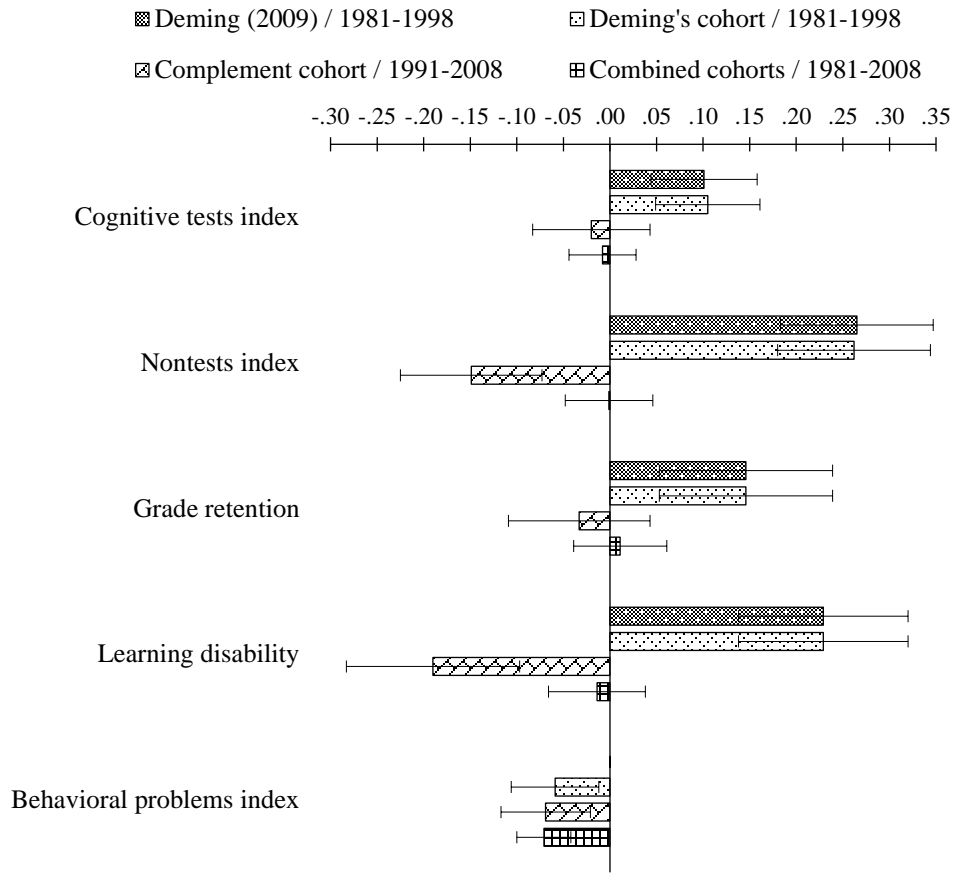 Deming (2009) / 1981-1998 Deming's cohort / 1981-1998
Complement cohort / 1991-2008 Combined cohorts / 1981-2008
-.30 -.25 -.20 -.15 -.10 -.05 .00 .05 .10 .15 .20 .25 .30 .35
Cognitive tests index
Nontests index
Grade retention
Learning disability
Behavioral problems index